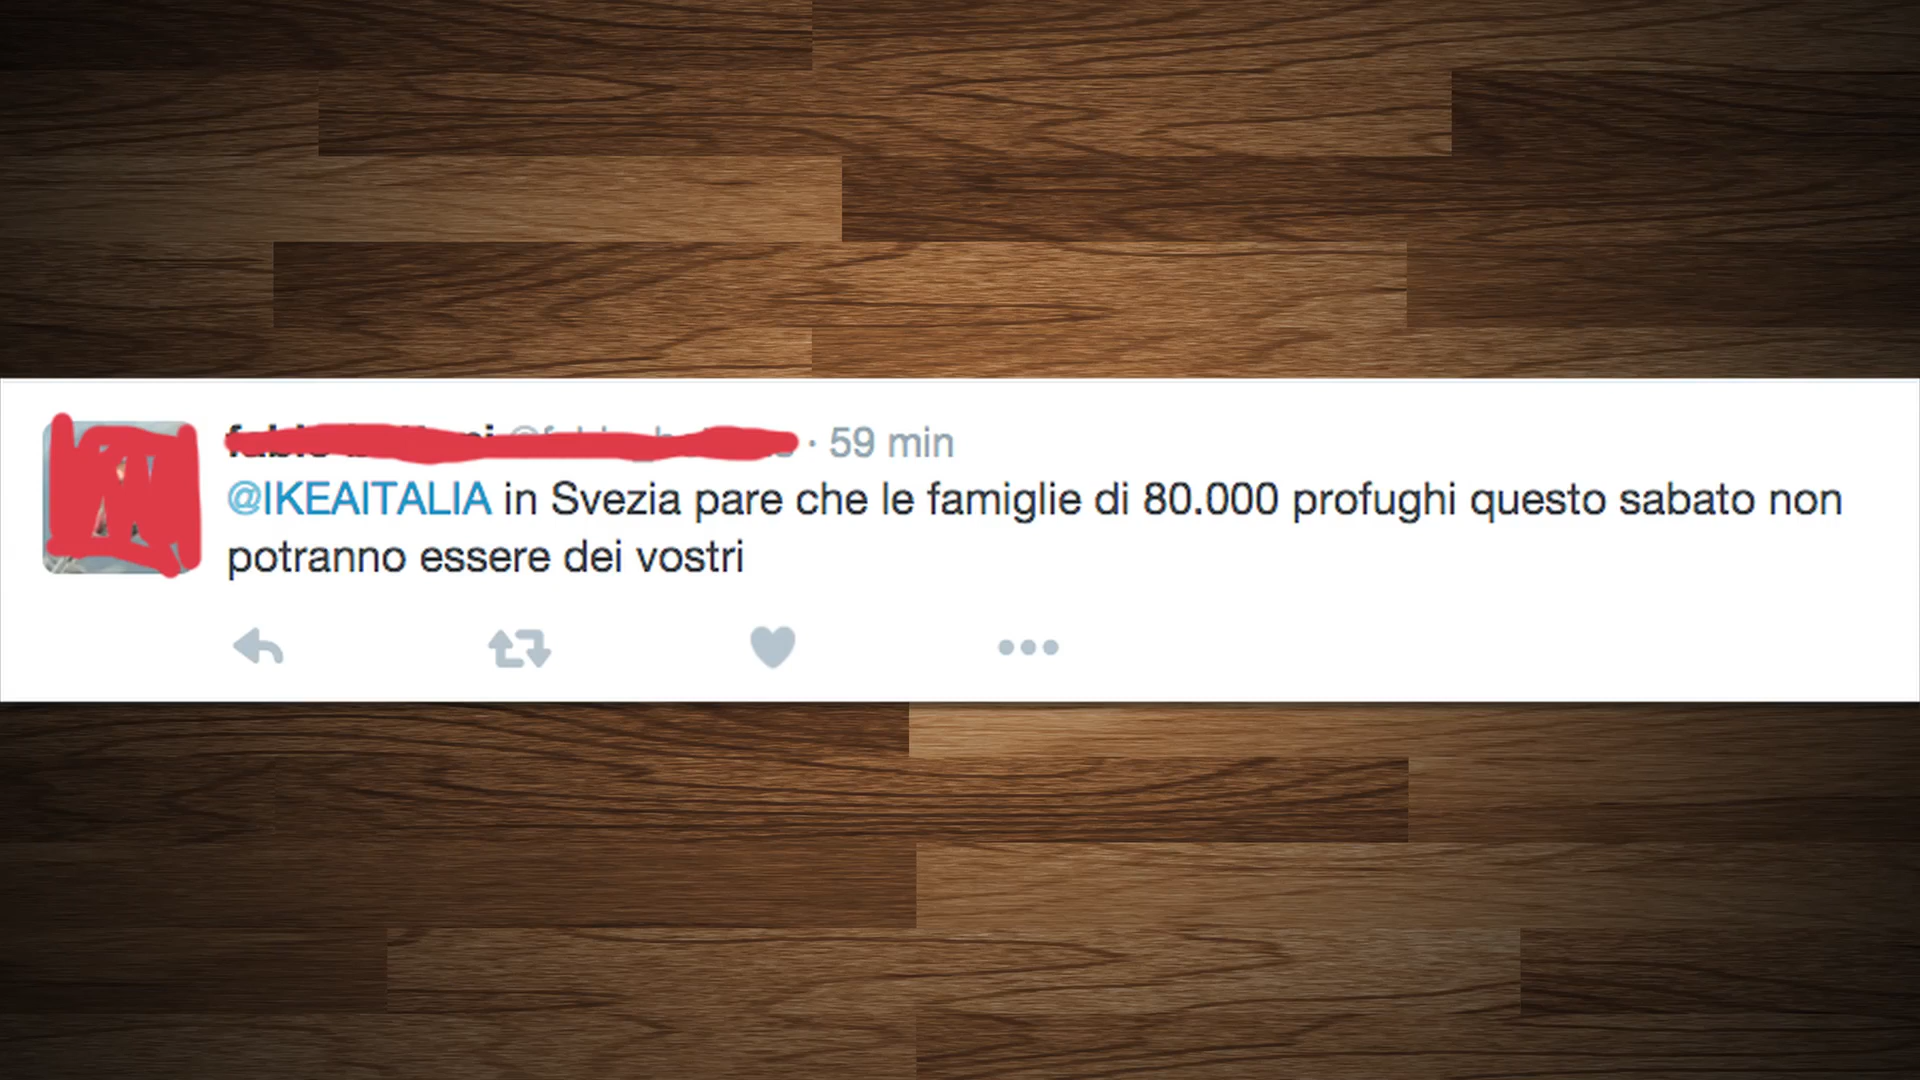 · 59 min
@IKEAITALIA in Svezia pare che le famiglie di 80.000 profughi questo sabato non
potranno essere dei vostri